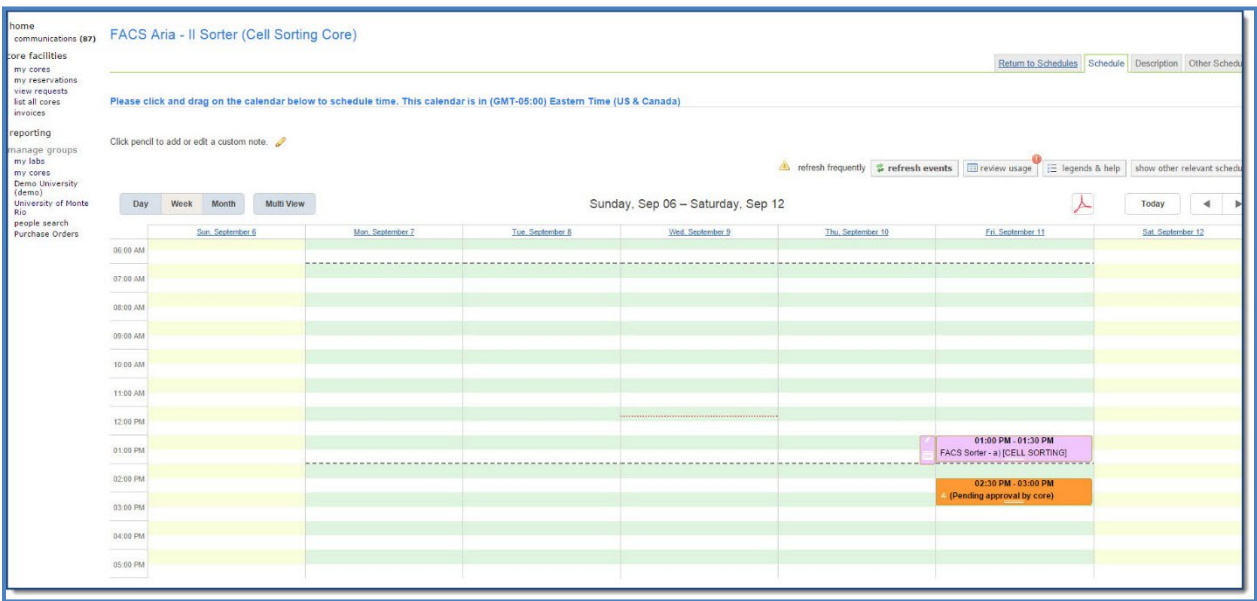 home
communications (87)
core facilities
my cores
my reservations
view requests
list all cores
invoices
reporting
manage groups
my labs
my cores
Demo University
(demo)
University of Monte
Rio
people search
Purchase Orders
FACS Aria - II Sorter (Cell Sorting Core)
Return to Schedules Schedule Description Other Schedu
Please click and drag on the calendar below to schedule time. This calendar is in (GMT-05:00) Eastern Time (US & Canada)
Click pencil to add or edit a custom note.
refresh frequently refresh events review usage ! legends & help show other relevant schedu
Day Week Month Multi View Sunday, Sep 06 – Saturday, Sep 12 Today
Sun, September 6 Mon, September 7 Tue, September 8 Wed, September 9 Thu, September 10 Fri, September 11 Sat, September 12
06:00 AM
07:00 AM
08:00 AM
09:00 AM
10:00 AM
11:00 AM
12:00 PM
01:00 PM
02:00 PM
03:00 PM
04:00 PM
05:00 PM
01:00 PM - 01:30 PM
FACS Sorter - a) [CELL SORTING]
02:30 PM - 03:00 PM
(Pending approval by core)